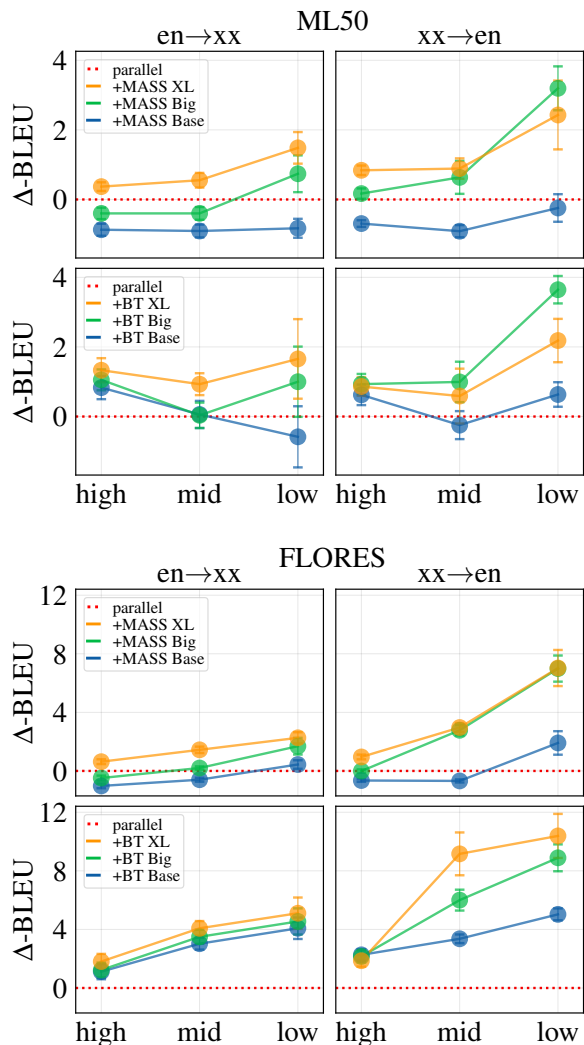 ML50
en→xx
xx→en
Δ-BLEU
4
2
0
parallel
+MASS XL
+MASS Big
+MASS Base
Δ-BLEU
4
2
0
parallel
+BT XL
+BT Big
+BT Base
high mid low high mid low
FLORES
en→xx
xx→en
Δ-BLEU
12
8
4
0
parallel
+MASS XL
+MASS Big
+MASS Base
Δ-BLEU
12
8
4
0
parallel
+BT XL
+BT Big
+BT Base
high mid low high mid low